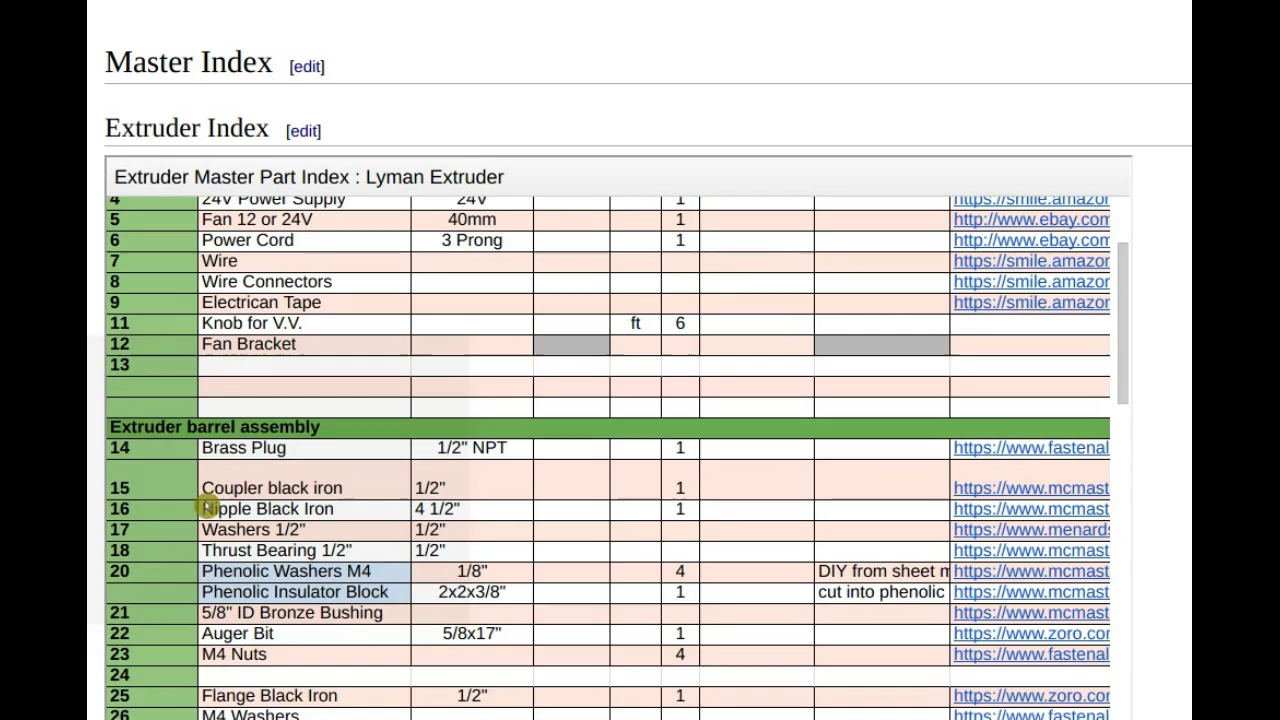 Master Index [edit]
Extruder Index [edit]
Extruder Master Part Index : Lyman Extruder
4 24V Power Supply 24V 1 https://smile.amazor
5 Fan 12 or 24V 40mm 1 http://www.ebay.com
6 Power Cord 3 Prong 1 http://www.ebay.com
7 Wire https://smile.amazor
8 Wire Connectors https://smile.amazor
9 Electrican Tape https://smile.amazor
11 Knob for V.V. ft 6
12 Fan Bracket
13
Extruder barrel assembly
14 Brass Plug 1/2" NPT 1 https://www.fastenal
15 Coupler black iron 1/2" 1 https://www.mcmast
16 Nipple Black Iron 4 1/2" 1 https://www.mcmast
17 Washers 1/2" 1/2" https://www.menards
18 Thrust Bearing 1/2" 1/2" https://www.mcmast
20 Phenolic Washers M4 1/8" 4 DIY from sheet m https://www.mcmast
Phenolic Insulator Block 2x2x3/8" 1 cut into phenolic https://www.mcmast
21 5/8" ID Bronze Bushing https://www.mcmast
22 Auger Bit 5/8x17" 1 https://www.zoro.cor
23 M4 Nuts 4 https://www.fastenal
24
25 Flange Black Iron 1/2" 1 https://www.zoro.cor
26 M4 Washers https://www.fastenal